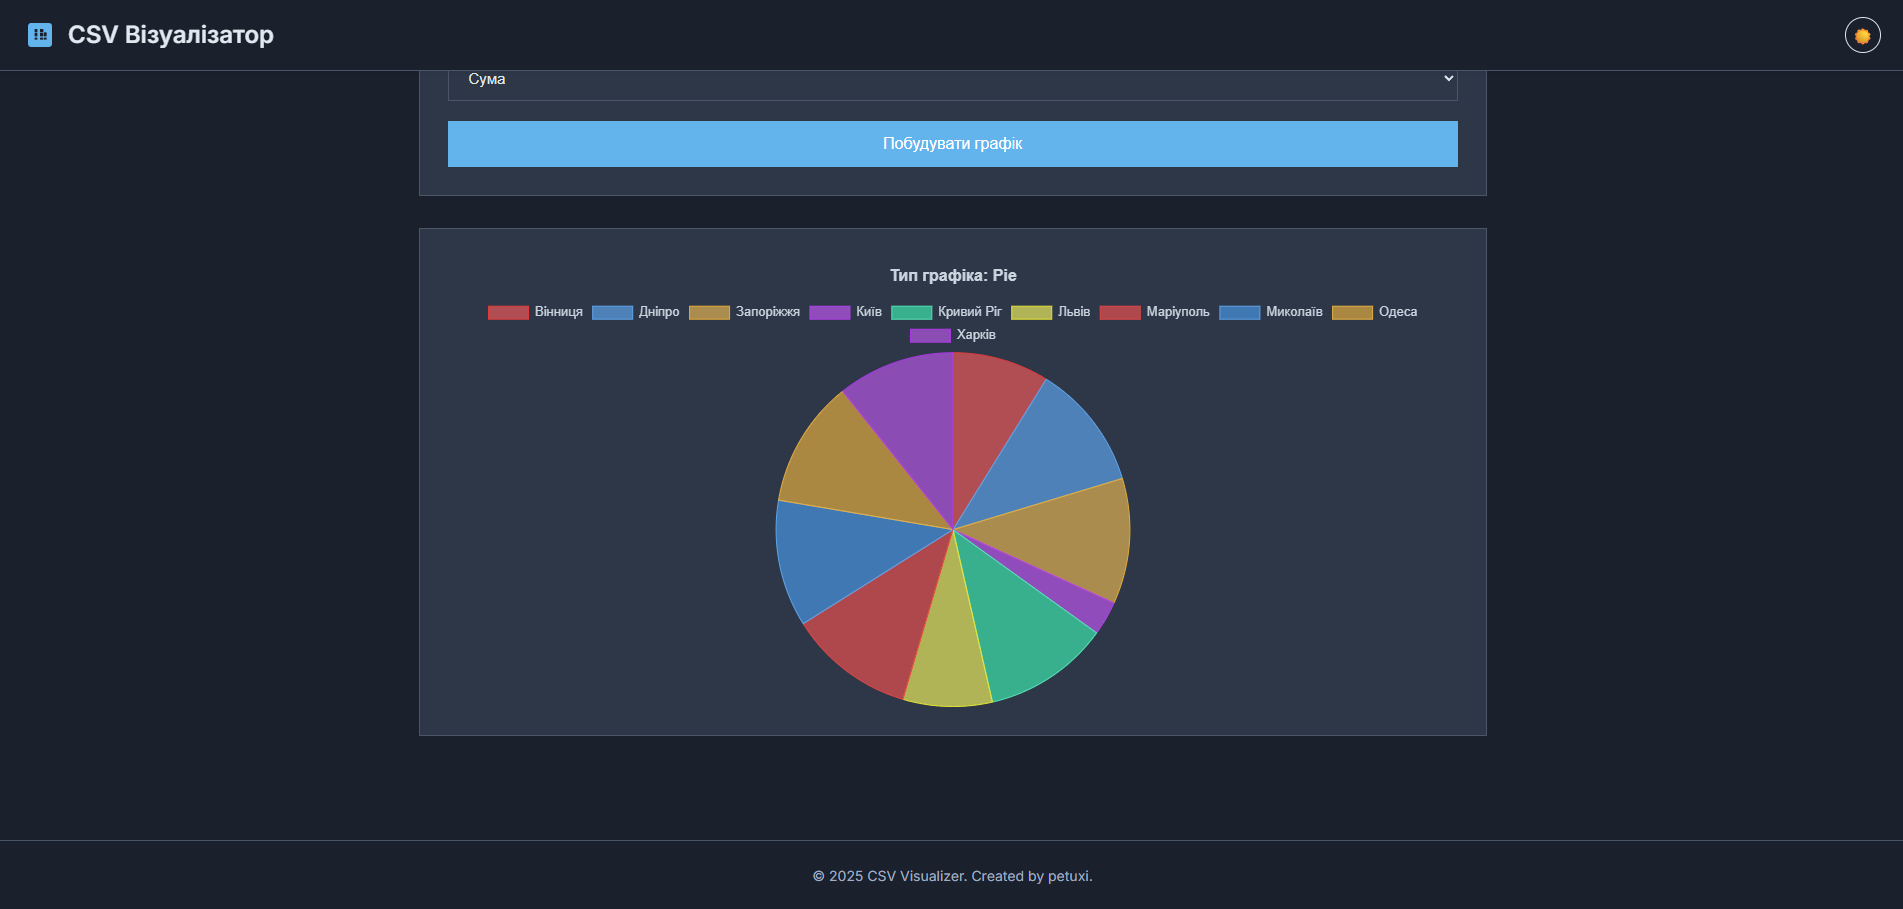 CSV Візуалізатор
Сума
Побудувати графік
Тип графіка: Pie
Вінниця Дніпро Запоріжжя Київ Кривий Ріг Львів Маріуполь Миколаїв Одеса
Харків
© 2025 CSV Visualizer. Created by petuxi.